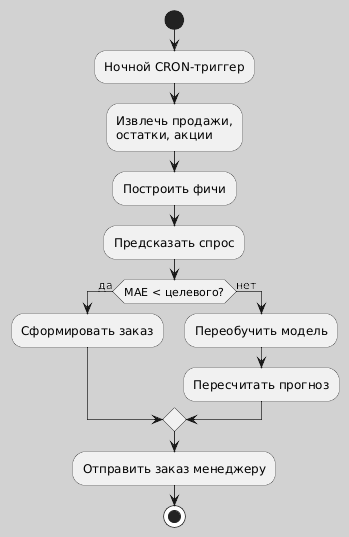 Ночной CRON-триггер
Извлечь продажи,
остатки, акции
Построить фичи
Предсказать спрос
да
MAE < целевого?
нет
Сформировать заказ
Переобучить модель
Пересчитать прогноз
Отправить заказ менеджеру